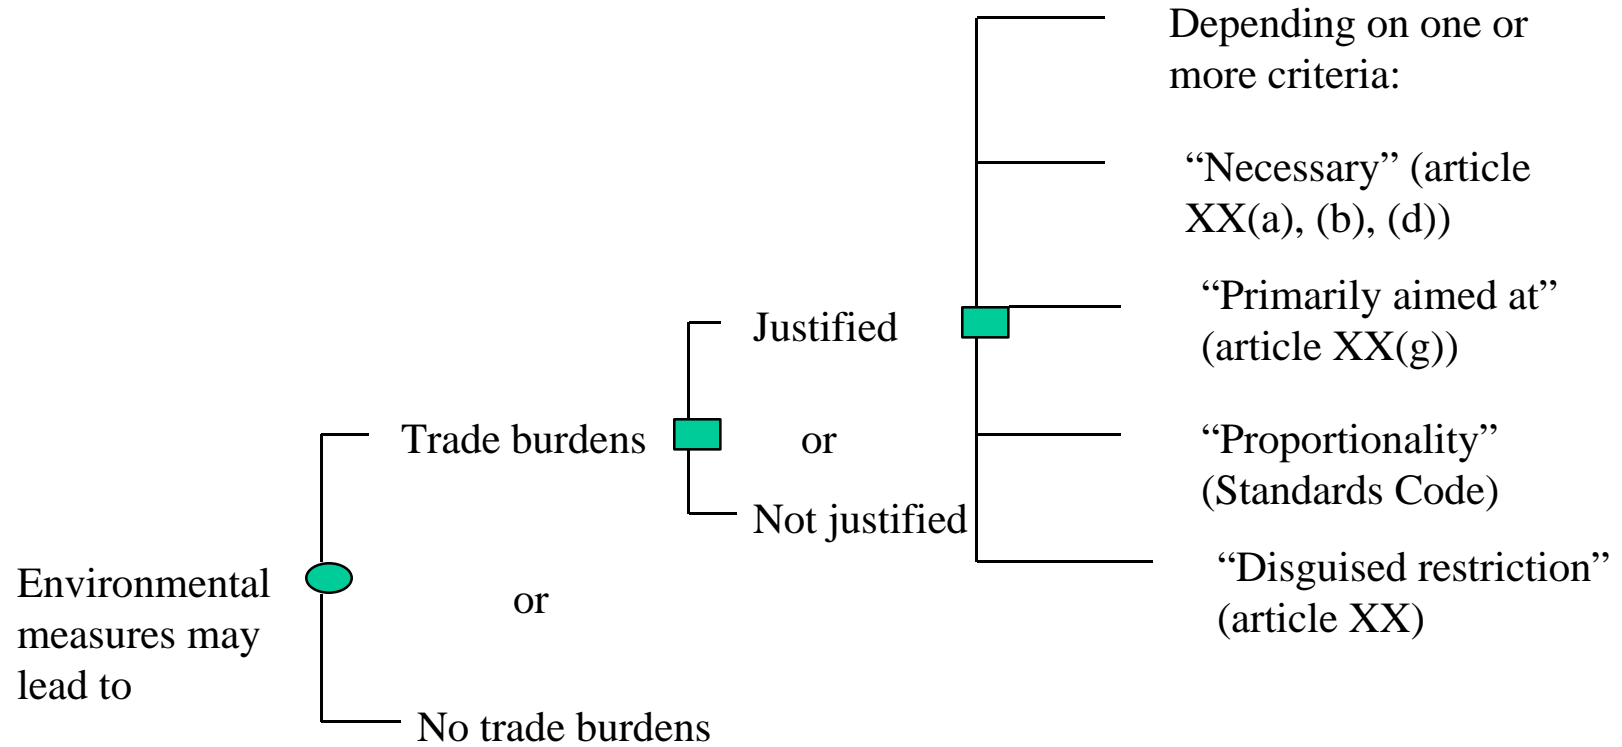 Environmental
measures may
lead to
Trade burdens
or
No trade burdens
Justified
or
Not justified
Depending on one or
more criteria:
“Necessary” (article
XX(a), (b), (d))
“Primarily aimed at”
(article XX(g))
“Proportionality”
(Standards Code)
“Disguised restriction”
(article XX)